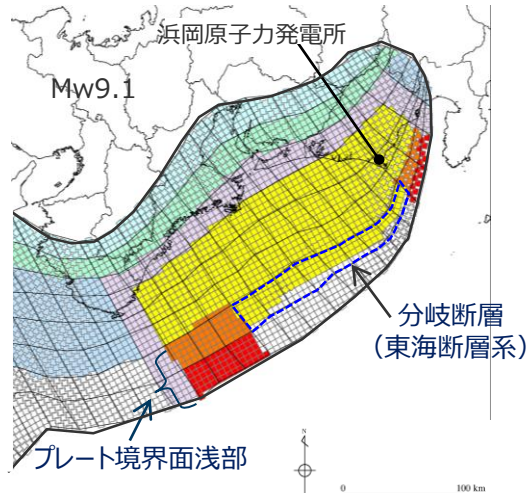 浜岡原子力発電所
Mw9.1
分岐断層
（東海断層系）
プレート境界面浅部
N
0 100 km